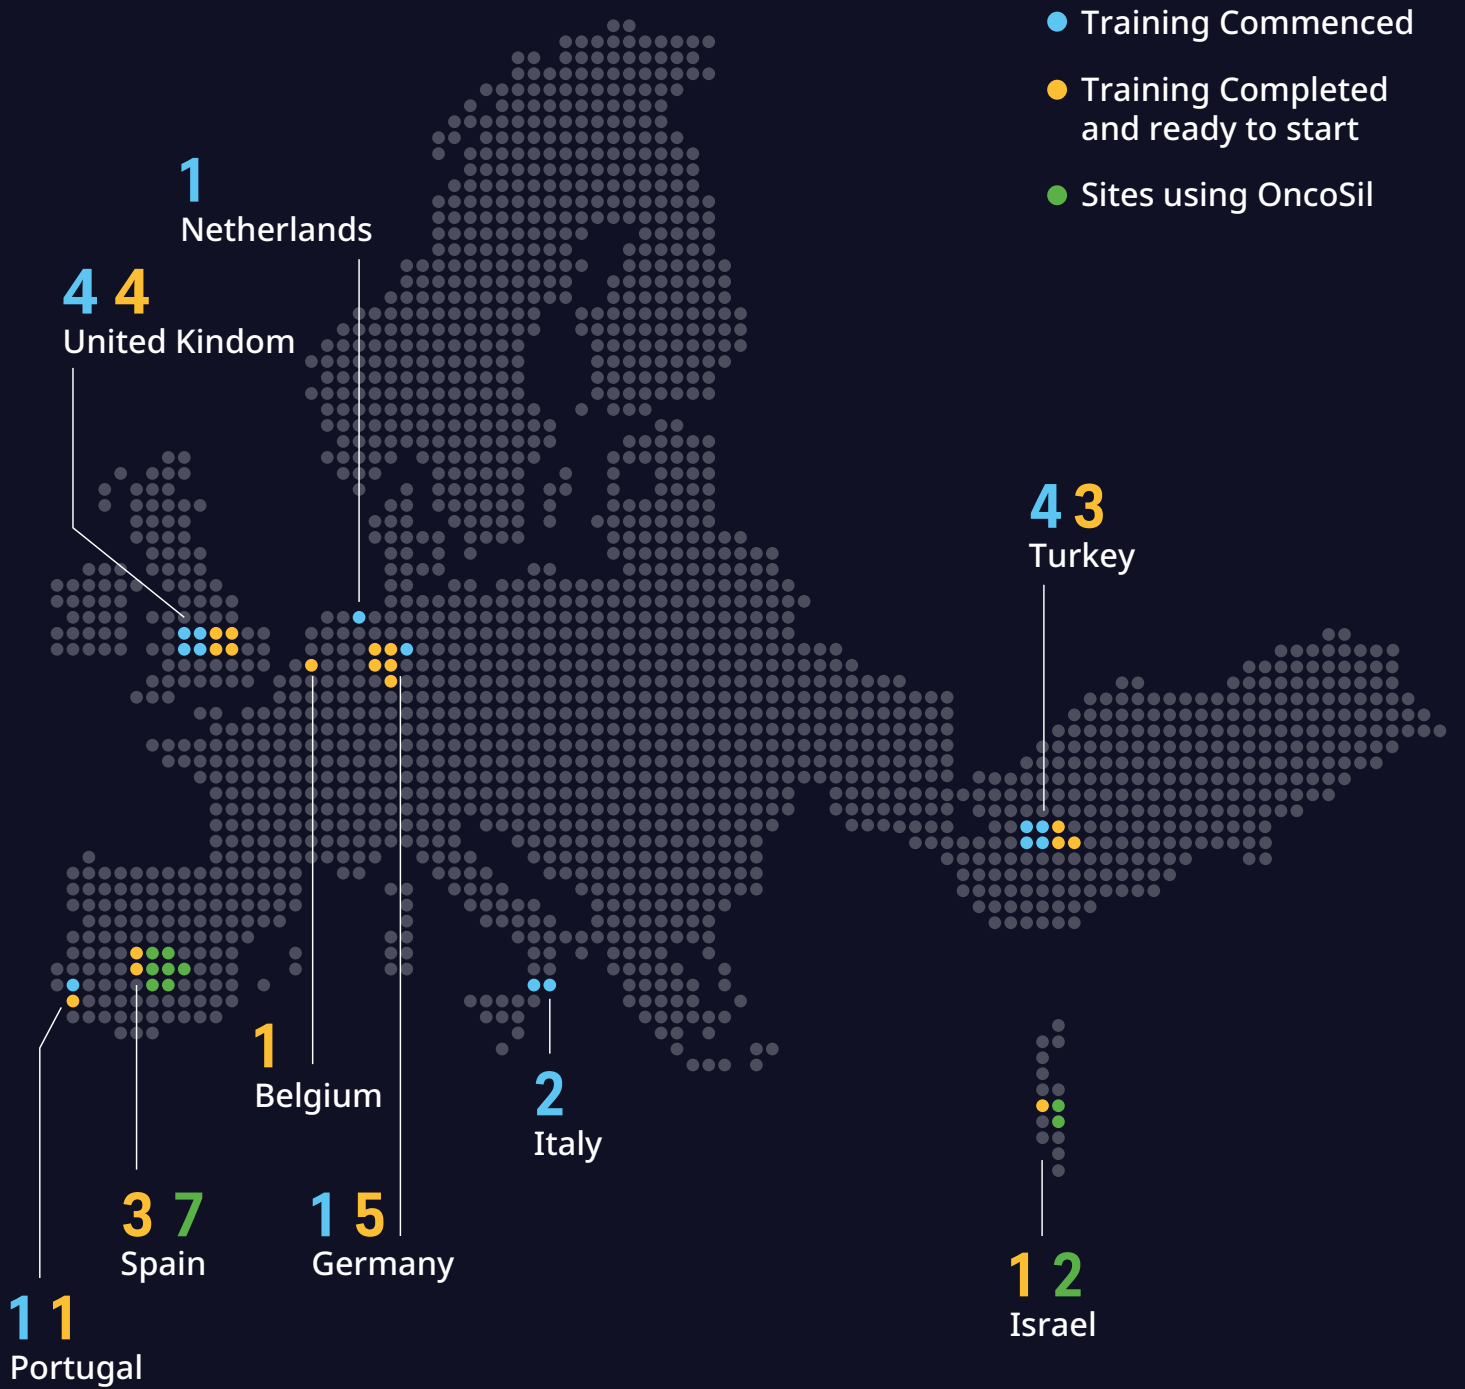 Training Commenced
Training Completed
and ready to start
Sites using OncoSil
1
Netherlands
4 4
United Kindom
4 3
Turkey
1
Belgium
2
Italy
3 7
Spain
1 5
Germany
1 2
Israel
1 1
Portugal